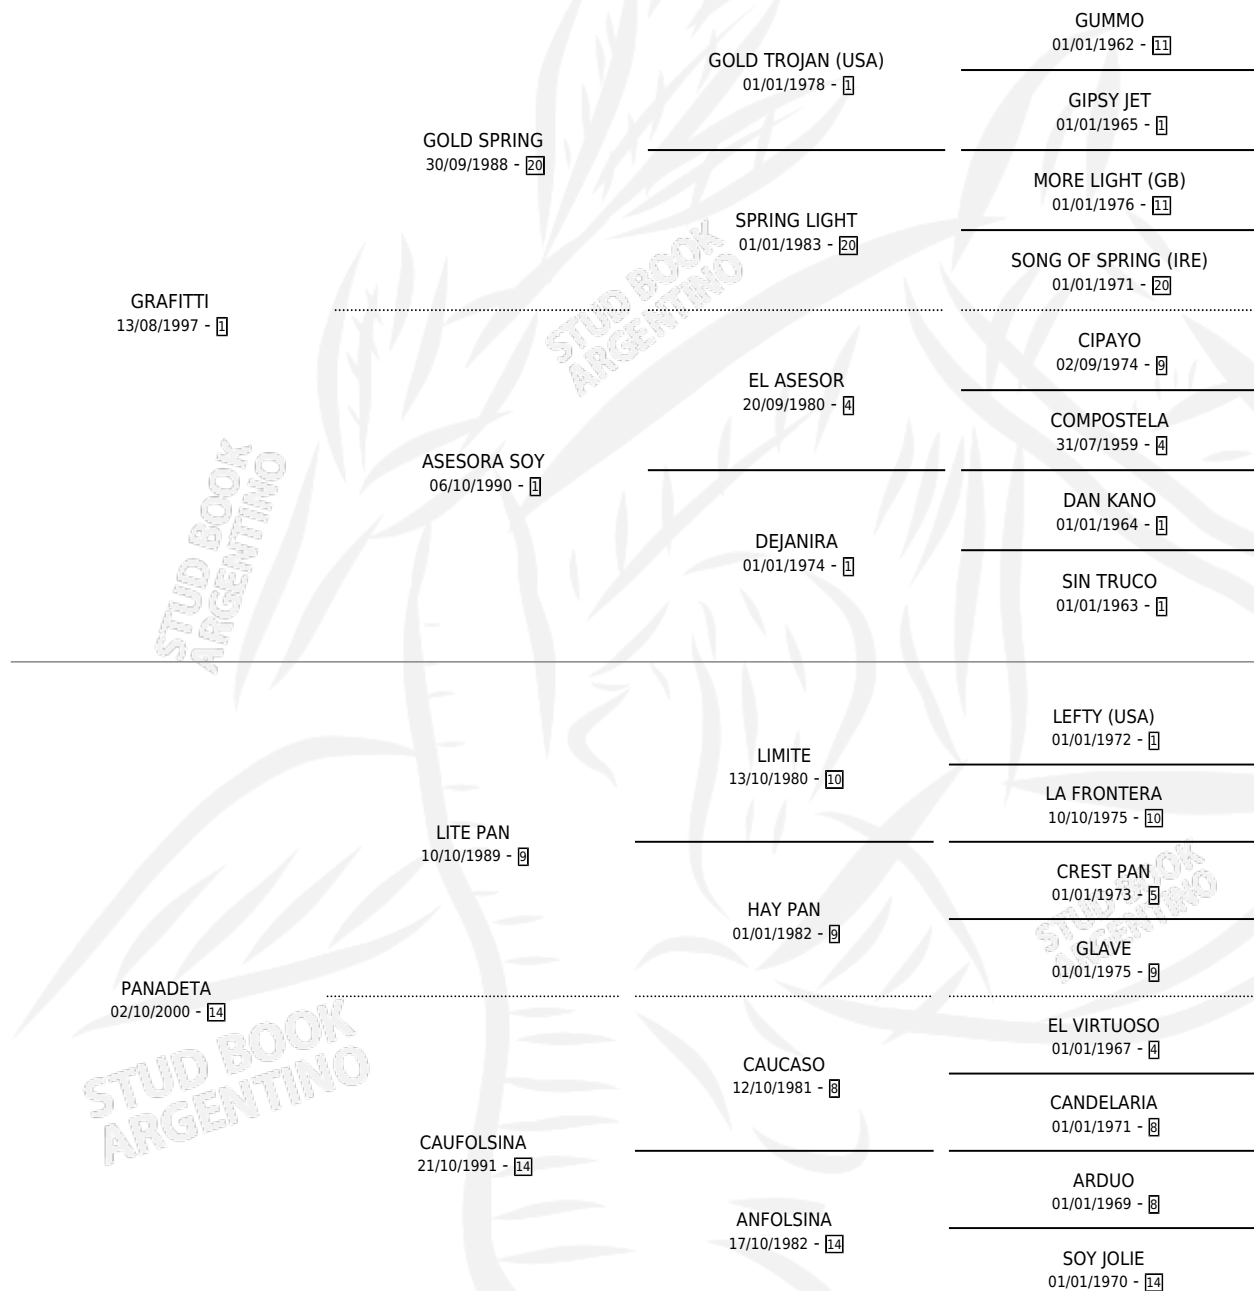 GUMMO
01/01/1962 - 11
GOLD TROJAN (USA)
01/01/1978 - 1
GIPSY JET
01/01/1965 - 1
GOLD SPRING
30/09/1988 - 20
MORE LIGHT (GB)
01/01/1976 - 11
SPRING LIGHT
01/01/1983 - 20
SONG OF SPRING (IRE)
01/01/1971 - 20
GRAFITTI
13/08/1997 - 1
CIPAYO
02/09/1974 - 9
EL ASESOR
20/09/1980 - 4
COMPOSTELA
31/07/1959 - 4
ASESORA SOY
06/10/1990 - 1
DAN KANO
01/01/1964 - 1
DEJANIRA
01/01/1974 - 1
SIN TRUCO
01/01/1963 - 1
LEFTY (USA)
01/01/1972 - 1
LIMITE
13/10/1980 - 10
LA FRONTERA
10/10/1975 - 10
LITE PAN
10/10/1989 - 9
CREST PAN
01/01/1973 - 5
HAY PAN
01/01/1982 - 9
GLAVE
01/01/1975 - 9
PANADETA
02/10/2000 - 14
EL VIRTUOSO
01/01/1967 - 4
CAUCASO
12/10/1981 - 8
CANDELARIA
01/01/1971 - 8
CAUFOLSINA
21/10/1991 - 14
ARDUO
01/01/1969 - 8
ANFOLSINA
17/10/1982 - 14
SOY JOLIE
01/01/1970 - 14
STUD BOOK
ARGENTINO
STUD BOOK
ARGENTINO
STUD BOOK
ARGENTINO
STUD BOOK
ARGENTINO